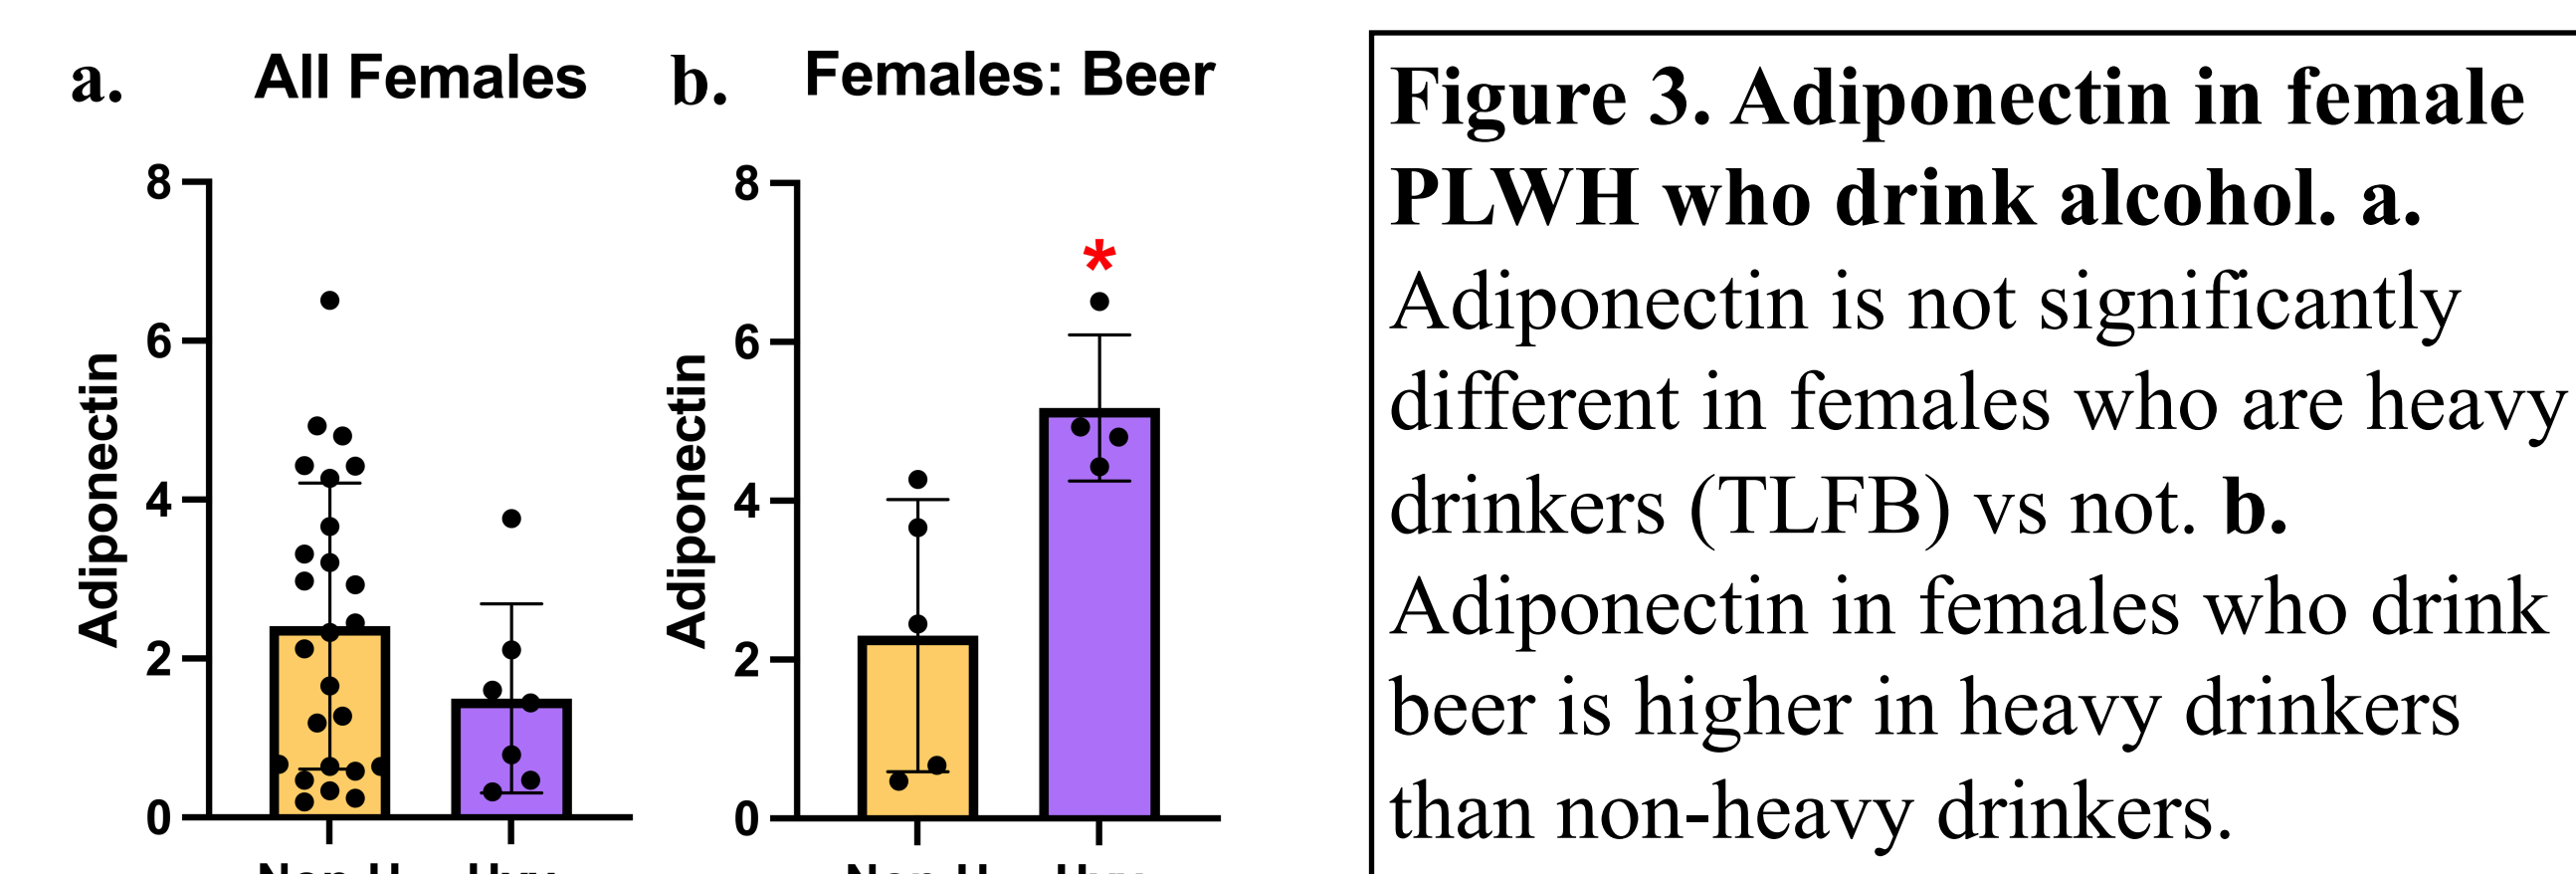 a. All Females
8
6
4
2
0
Adiponectin
b. Females: Beer
8
*
6
4
2
0
Adiponectin
Figure 3. Adiponectin in female
PLWH who drink alcohol. a.
Adiponectin is not significantly
different in females who are heavy
drinkers (TLFB) vs not. b.
Adiponectin in females who drink
beer is higher in heavy drinkers
than non-heavy drinkers.